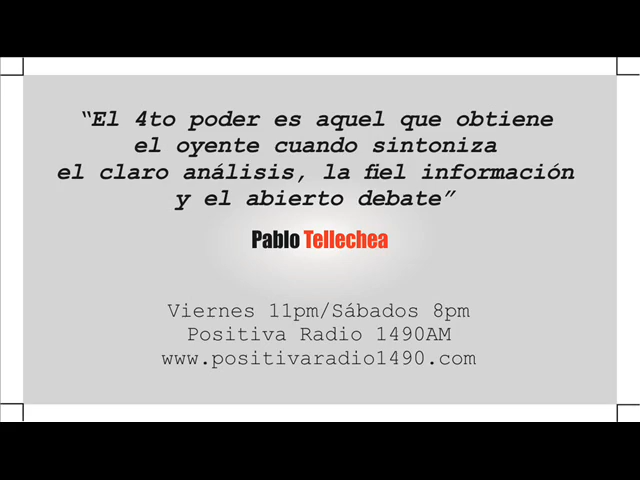 “El 4to poder es aquel que obtiene
el oyente cuando sintoniza
el claro análisis, la fiel información
y el abierto debate”
Pablo Tellechea
Viernes 11pm/Sábados 8pm
Positiva Radio 1490AM
www.positivaradio1490.com